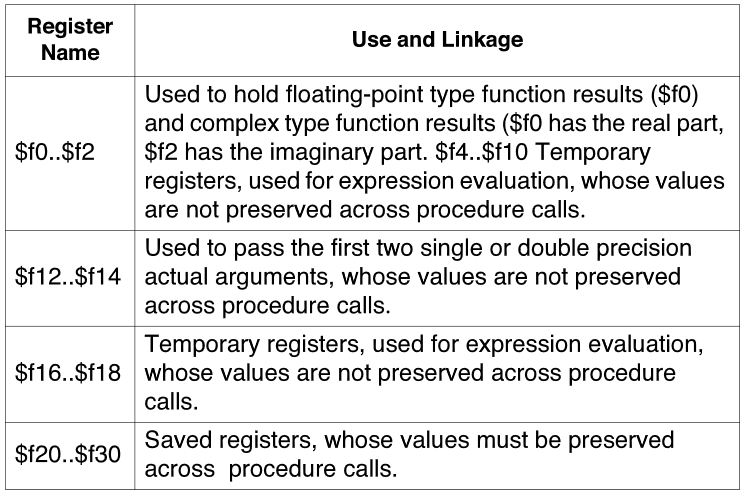 Register
Name
Use and Linkage
$f0..$f2
Used to hold floating-point type function results ($f0)
and complex type function results ($f0 has the real part,
$f2 has the imaginary part. $f4..$f10 Temporary
registers, used for expression evaluation, whose values
are not preserved across procedure calls.
$f12..$f14
Used to pass the first two single or double precision
actual arguments, whose values are not preserved
across procedure calls.
$f16..$f18
Temporary registers, used for expression evaluation,
whose values are not preserved across procedure
calls.
$f20..$f30
Saved registers, whose values must be preserved
across  procedure calls.